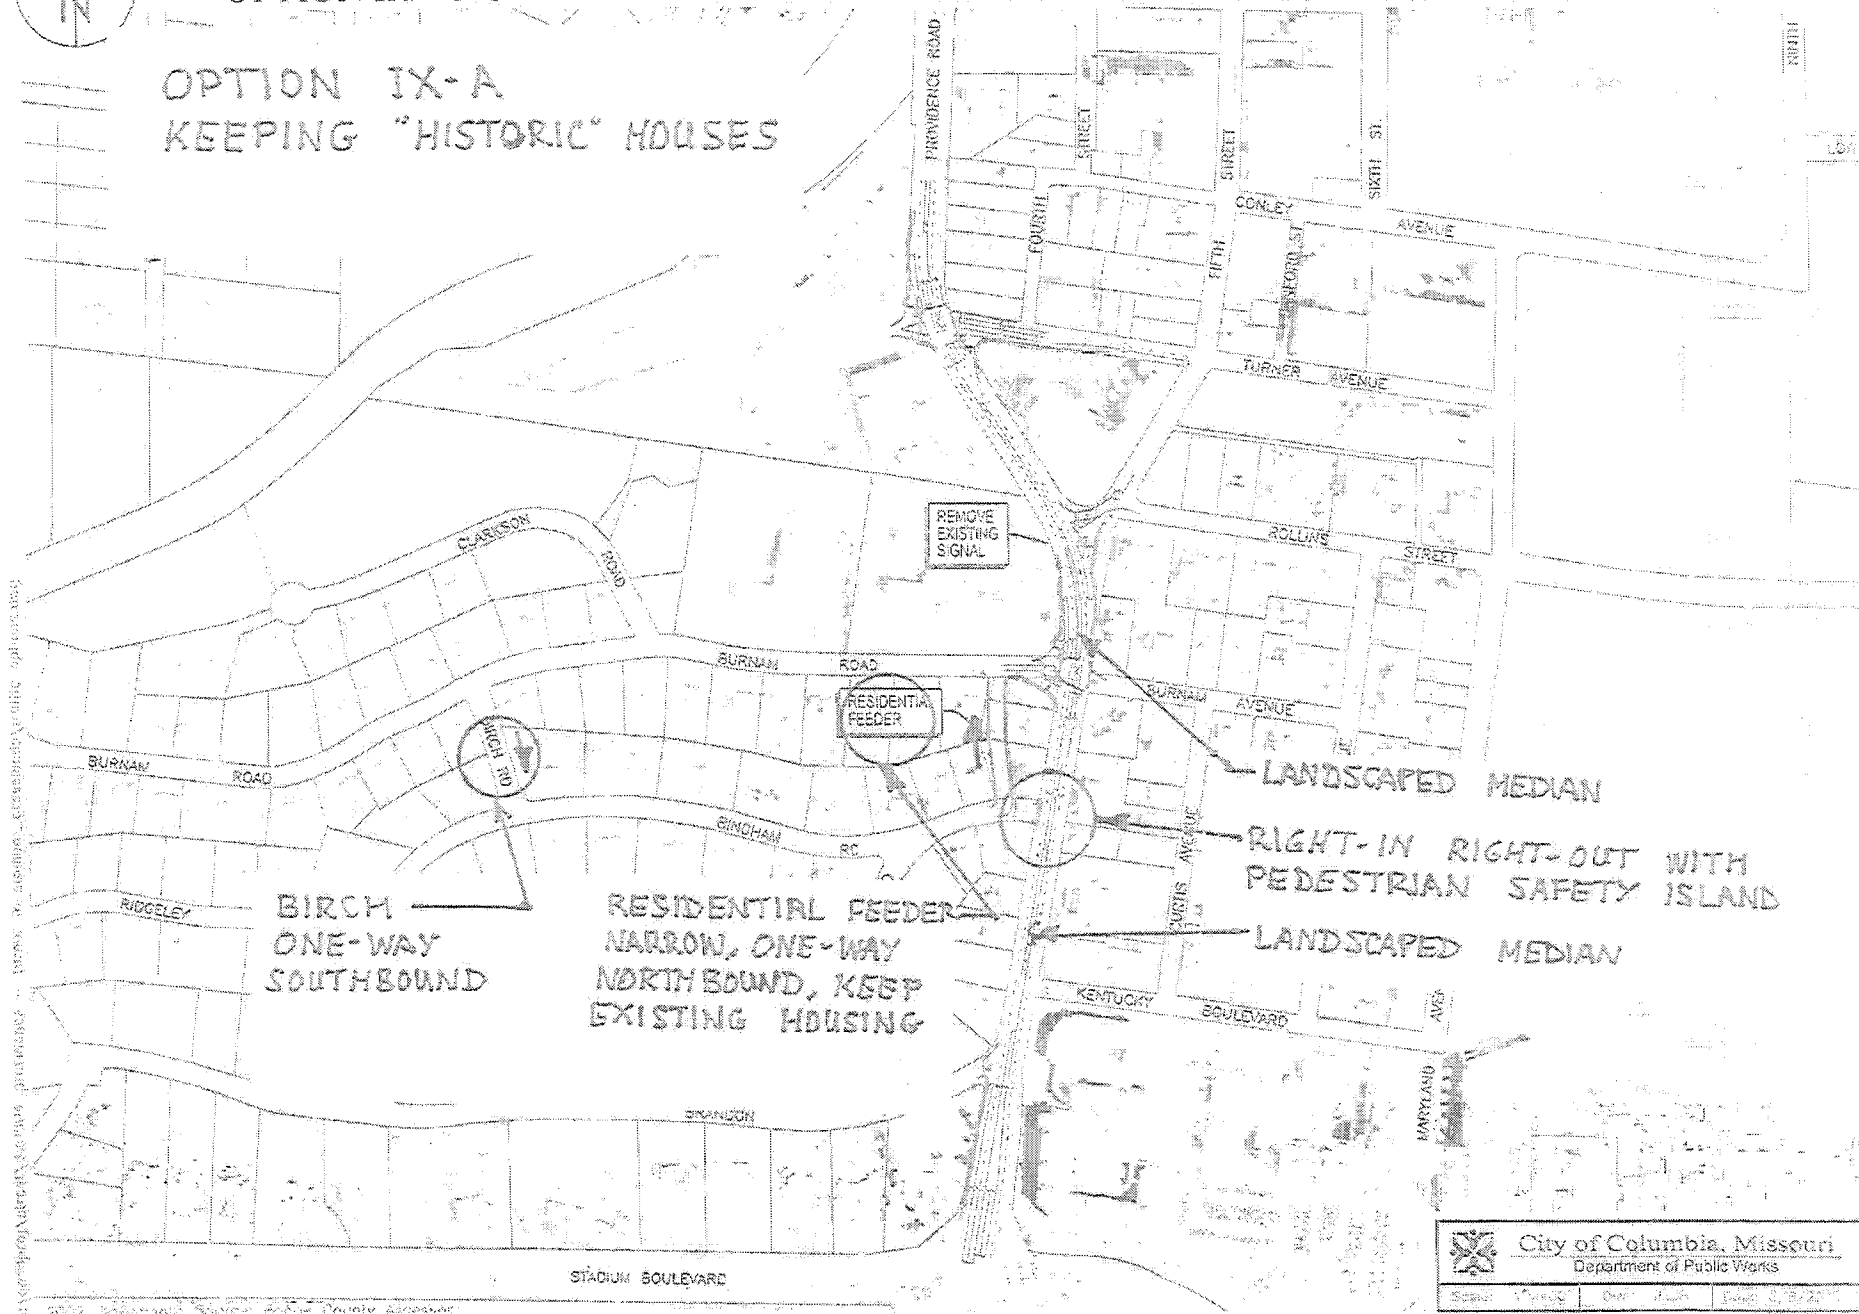 N
OPTION IX-A
KEEPING "HISTORIC" HOUSES
PROVIDENCE ROAD
STREET
STREET
SIXTH ST.
NINTH
FOURTH
FIFTH
CONLEY
AVENUE
TURNER AVENUE
CLARKSON
ROAD
REMOVE
EXISTING
SIGNAL
ROLLINS
STREET
BURNAM
ROAD
RESIDENTIAL
FEEDER
BURNAM
AVENUE
BIRCH RD
BURNAM
ROAD
BINGHAM
LANDSCAPED MEDIAN
RIGHT-IN RIGHT-OUT WITH
PEDESTRIAN SAFETY ISLAND
CURTIS
AVENUE
LANDSCAPED MEDIAN
RIDGELEY
BIRCH
ONE-WAY
SOUTHBOUND
RESIDENTIAL FEEDER
NARROW, ONE-WAY
NORTHBOUND, KEEP
EXISTING HOUSING
KENTUCKY
BOULEVARD
AVE
MARYLAND
BRANDON
STADIUM BOULEVARD
City of Columbia, Missouri
Department of Public Works